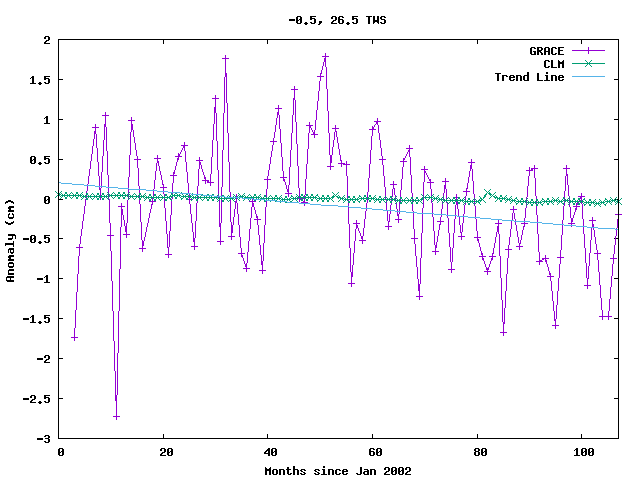 -0.5, 26.5 TWS
GRACE
CLM
Trend Line
2
1.5
1
0.5
0
-0.5
-1
-1.5
-2
-2.5
-3
Anomaly (cm)
0 20 40 60 80 100
Months since Jan 2002